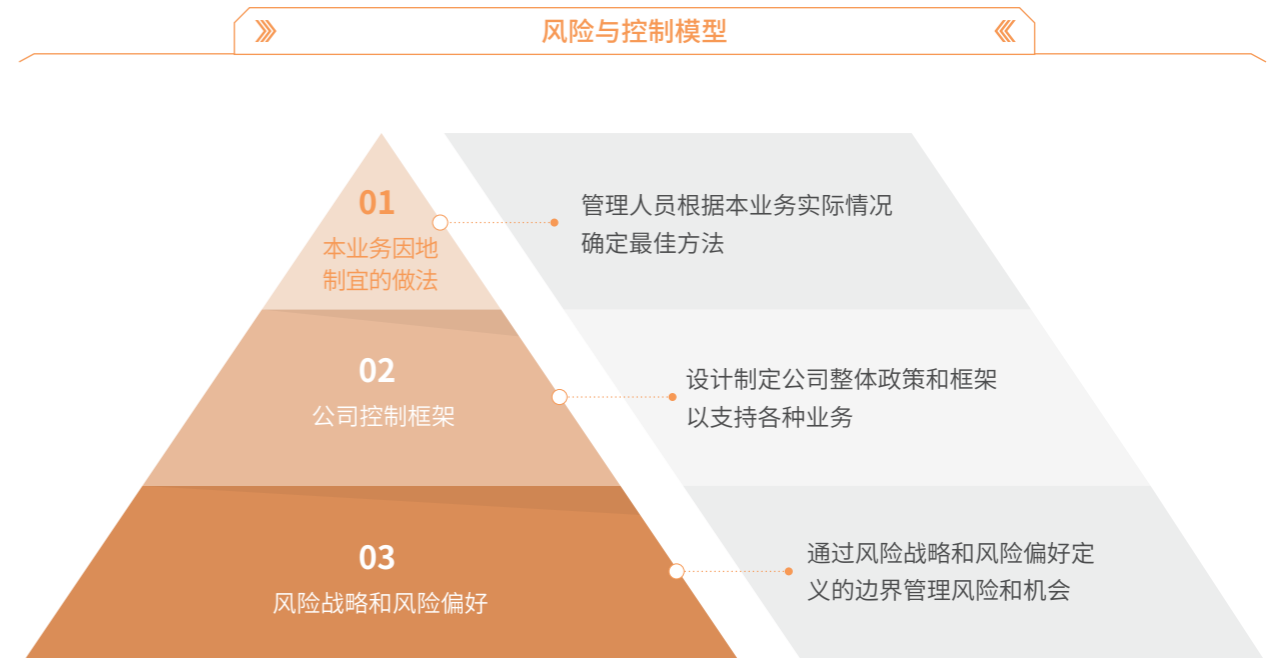 风险与控制模型
01
本业务因地
制宜的做法
管理人员根据本业务实际情况
确定最佳方法
02
公司控制框架
设计制定公司整体政策和框架
以支持各种业务
03
风险战略和风险偏好
通过风险战略和风险偏好定
义的边界管理风险和机会